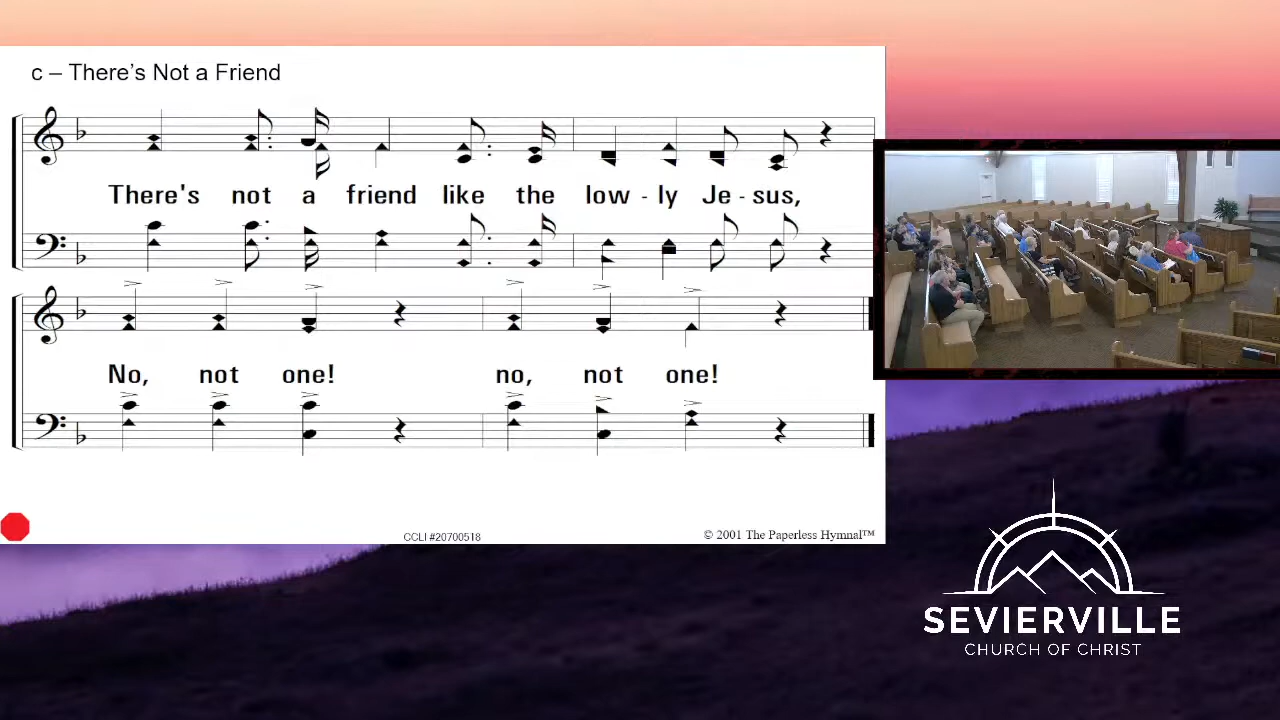 c – There's Not a Friend
There's not a friend like the low - ly Je - sus,
No, not one! no, not one!
CCLI #20700518
© 2001 The Paperless Hymnal™
SEVIERVILLE
CHURCH OF CHRIST